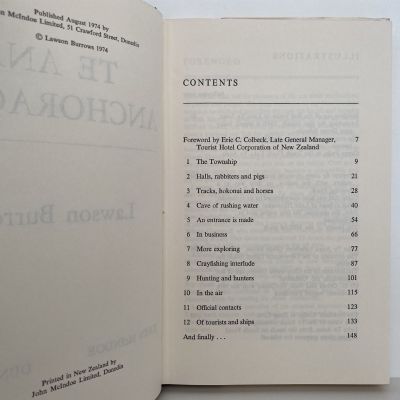 Published August 1974 by
McIndoe Limited, 51 Crawford Street, Dunedin
© Lawson Burrows 1974
Printed in New Zealand by
John McIndoe Limited, Dunedin
CONTENTS
Foreword by Eric C. Colbeck, Late General Manager,
Tourist Hotel Corporation of New Zealand 7
1 The Township 9
2 Halls, rabbiters and pigs 21
3 Tracks, hokonui and horses 28
4 Cave of rushing water 40
5 An entrance is made 54
6 In business 66
7 More exploring 77
8 Crayfishing interlude 87
9 Hunting and hunters 101
10 In the air 115
11 Official contacts 123
12 Of tourists and ships 133
And finally . . . 148